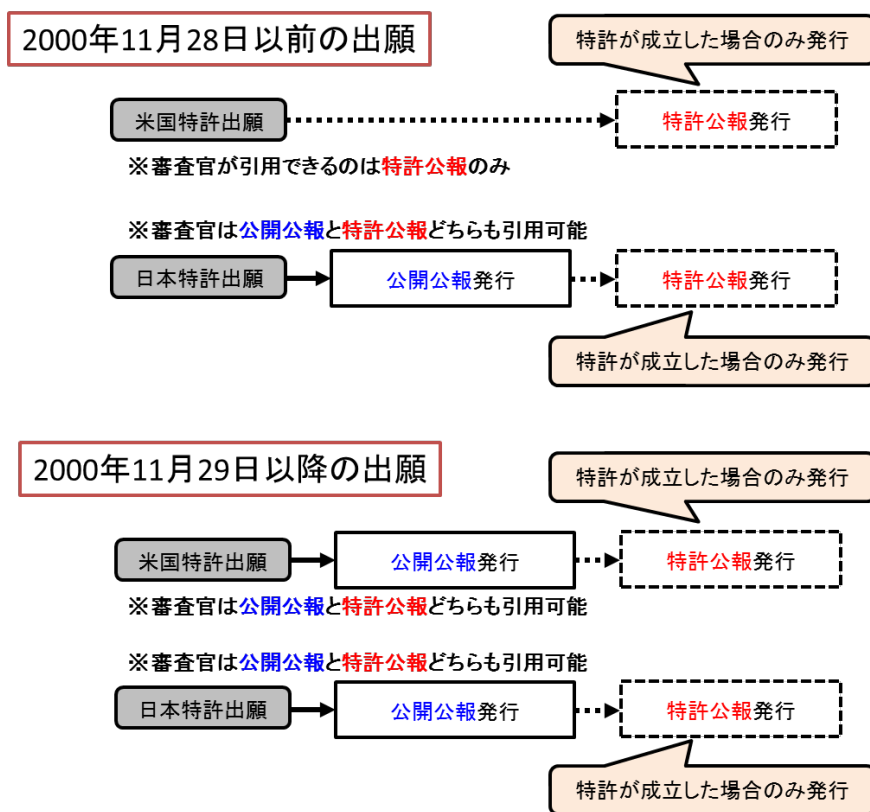 2000年11月28日以前の出願
特許が成立した場合のみ発行
米国特許出願
特許公報発行
※審査官が引用できるのは特許公報のみ
※審査官は公開公報と特許公報どちらも引用可能
日本特許出願
公開公報発行
特許公報発行
特許が成立した場合のみ発行
2000年11月29日以降の出願
特許が成立した場合のみ発行
米国特許出願
公開公報発行
特許公報発行
※審査官は公開公報と特許公報どちらも引用可能
※審査官は公開公報と特許公報どちらも引用可能
日本特許出願
公開公報発行
特許公報発行
特許が成立した場合のみ発行